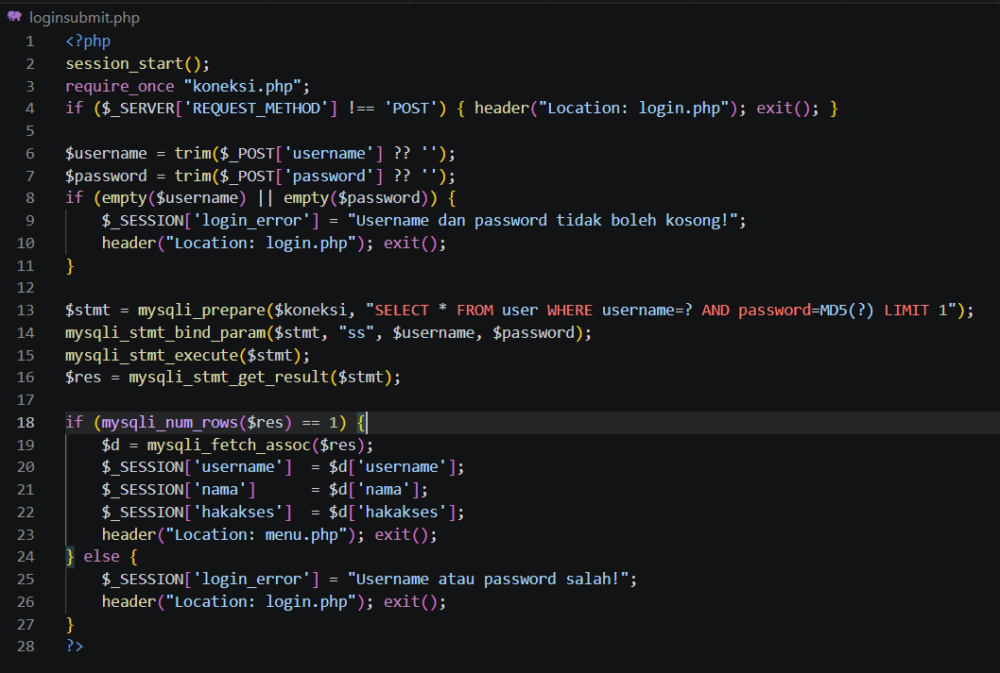 loginsubmit.php
1 <?php
2 session_start();
3 require_once "koneksi.php";
4 if ($_SERVER['REQUEST_METHOD'] !== 'POST') { header("Location: login.php"); exit(); }
5
6 $username = trim($_POST['username'] ?? '');
7 $password = trim($_POST['password'] ?? '');
8 if (empty($username) || empty($password)) {
9     $_SESSION['login_error'] = "Username dan password tidak boleh kosong!";
10     header("Location: login.php"); exit();
11 }
12
13 $stmt = mysqli_prepare($koneksi, "SELECT * FROM user WHERE username=? AND password=MD5(?) LIMIT 1");
14 mysqli_stmt_bind_param($stmt, "ss", $username, $password);
15 mysqli_stmt_execute($stmt);
16 $res = mysqli_stmt_get_result($stmt);
17
18 if (mysqli_num_rows($res) == 1) {
19     $d = mysqli_fetch_assoc($res);
20     $_SESSION['username']  = $d['username'];
21     $_SESSION['nama']      = $d['nama'];
22     $_SESSION['hakakses']  = $d['hakakses'];
23     header("Location: menu.php"); exit();
24 } else {
25     $_SESSION['login_error'] = "Username atau password salah!";
26     header("Location: login.php"); exit();
27 }
28 ?>